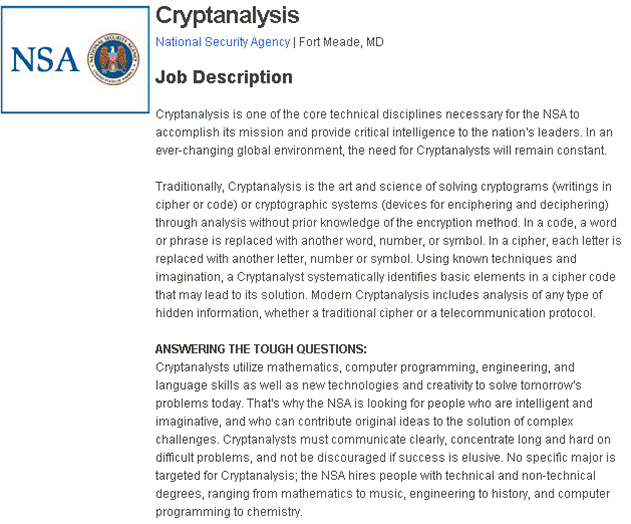 Cryptanalysis
NSA
National Security Agency | Fort Meade, MD
Job Description
Cryptanalysis is one of the core technical disciplines necessary for the NSA to
accomplish its mission and provide critical intelligence to the nation's leaders. In an
ever-changing global environment, the need for Cryptanalysts will remain constant.
Traditionally, Cryptanalysis is the art and science of solving cryptograms (writings in
cipher or code) or cryptographic systems (devices for enciphering and deciphering)
through analysis without prior knowledge of the encryption method. In a code, a word
or phrase is replaced with another word, number, or symbol. In a cipher, each letter is
replaced with another letter, number or symbol. Using known techniques and
imagination, a Cryptanalyst systematically identifies basic elements in a cipher code
that may lead to its solution. Modern Cryptanalysis includes analysis of any type of
hidden information, whether a traditional cipher or a telecommunication protocol.
ANSWERING THE TOUGH QUESTIONS:
Cryptanalysts utilize mathematics, computer programming, engineering, and
language skills as well as new technologies and creativity to solve tomorrow's
problems today. That's why the NSA is looking for people who are intelligent and
imaginative, and who can contribute original ideas to the solution of complex
challenges. Cryptanalysts must communicate clearly, concentrate long and hard on
difficult problems, and not be discouraged if success is elusive. No specific major is
targeted for Cryptanalysis; the NSA hires people with technical and non-technical
degrees, ranging from mathematics to music, engineering to history, and computer
programming to chemistry.